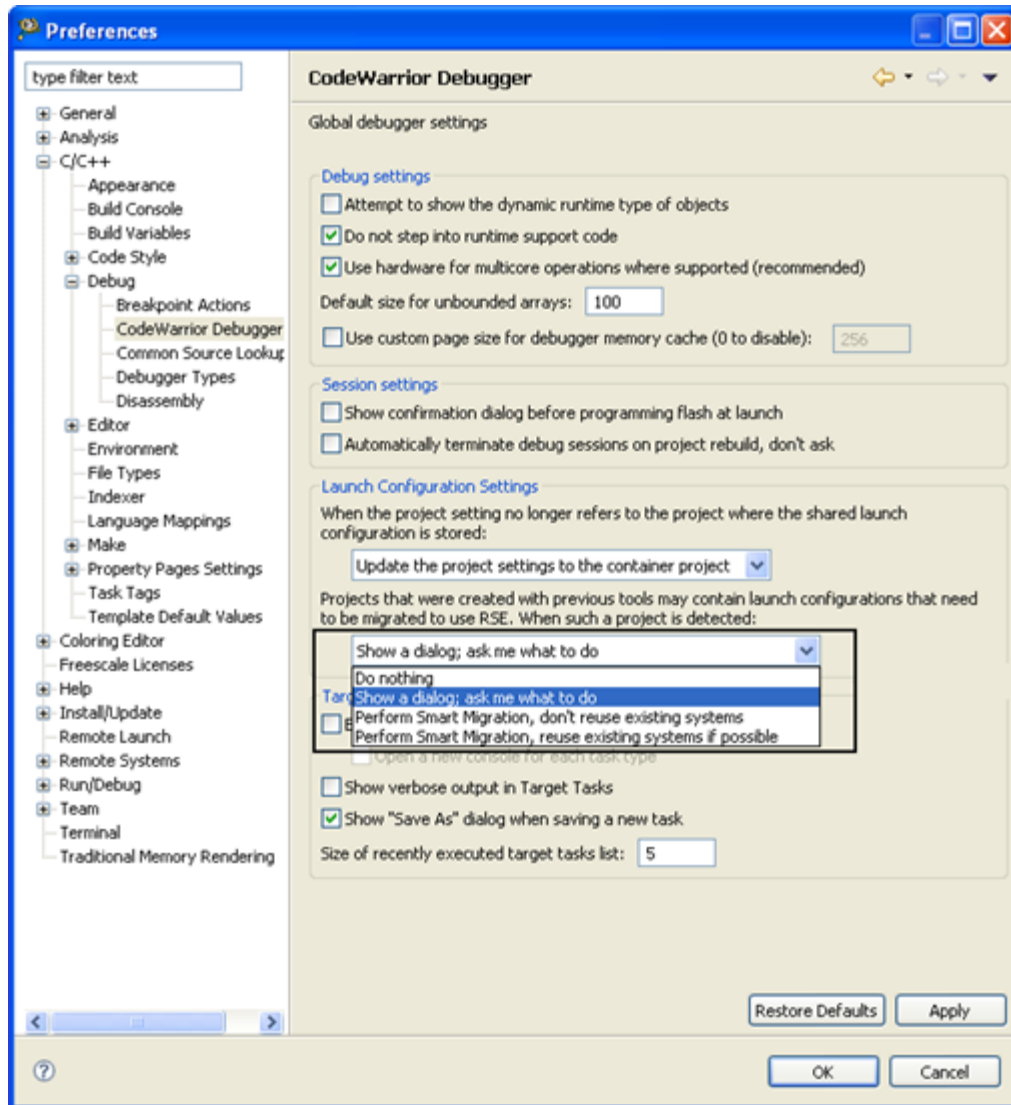 Preferences
type filter text
General
Analysis
C/C++
Appearance
Build Console
Build Variables
Code Style
Debug
Breakpoint Actions
CodeWarrior Debugger
Common Source Lookup
Debugger Types
Disassembly
Editor
Environment
File Types
Indexer
Language Mappings
Make
Property Pages Settings
Task Tags
Template Default Values
Coloring Editor
Freescale Licenses
Help
Install/Update
Remote Launch
Remote Systems
Run/Debug
Team
Terminal
Traditional Memory Rendering
CodeWarrior Debugger
Global debugger settings
Debug settings
Attempt to show the dynamic runtime type of objects
Do not step into runtime support code
Use hardware for multicore operations where supported (recommended)
Default size for unbounded arrays: 100
Use custom page size for debugger memory cache (0 to disable): 256
Session settings
Show confirmation dialog before programming flash at launch
Automatically terminate debug sessions on project rebuild, don't ask
Launch Configuration Settings
When the project setting no longer refers to the project where the shared launch
configuration is stored:
Update the project settings to the container project
Projects that were created with previous tools may contain launch configurations that need
to be migrated to use RSE. When such a project is detected:
Show a dialog; ask me what to do
Do nothing
Show a dialog; ask me what to do
Perform Smart Migration, don't reuse existing systems
Perform Smart Migration, reuse existing systems if possible
Open a new console for each task type
Show verbose output in Target Tasks
Show "Save As" dialog when saving a new task
Size of recently executed target tasks list: 5
Restore Defaults
Apply
?
OK
Cancel